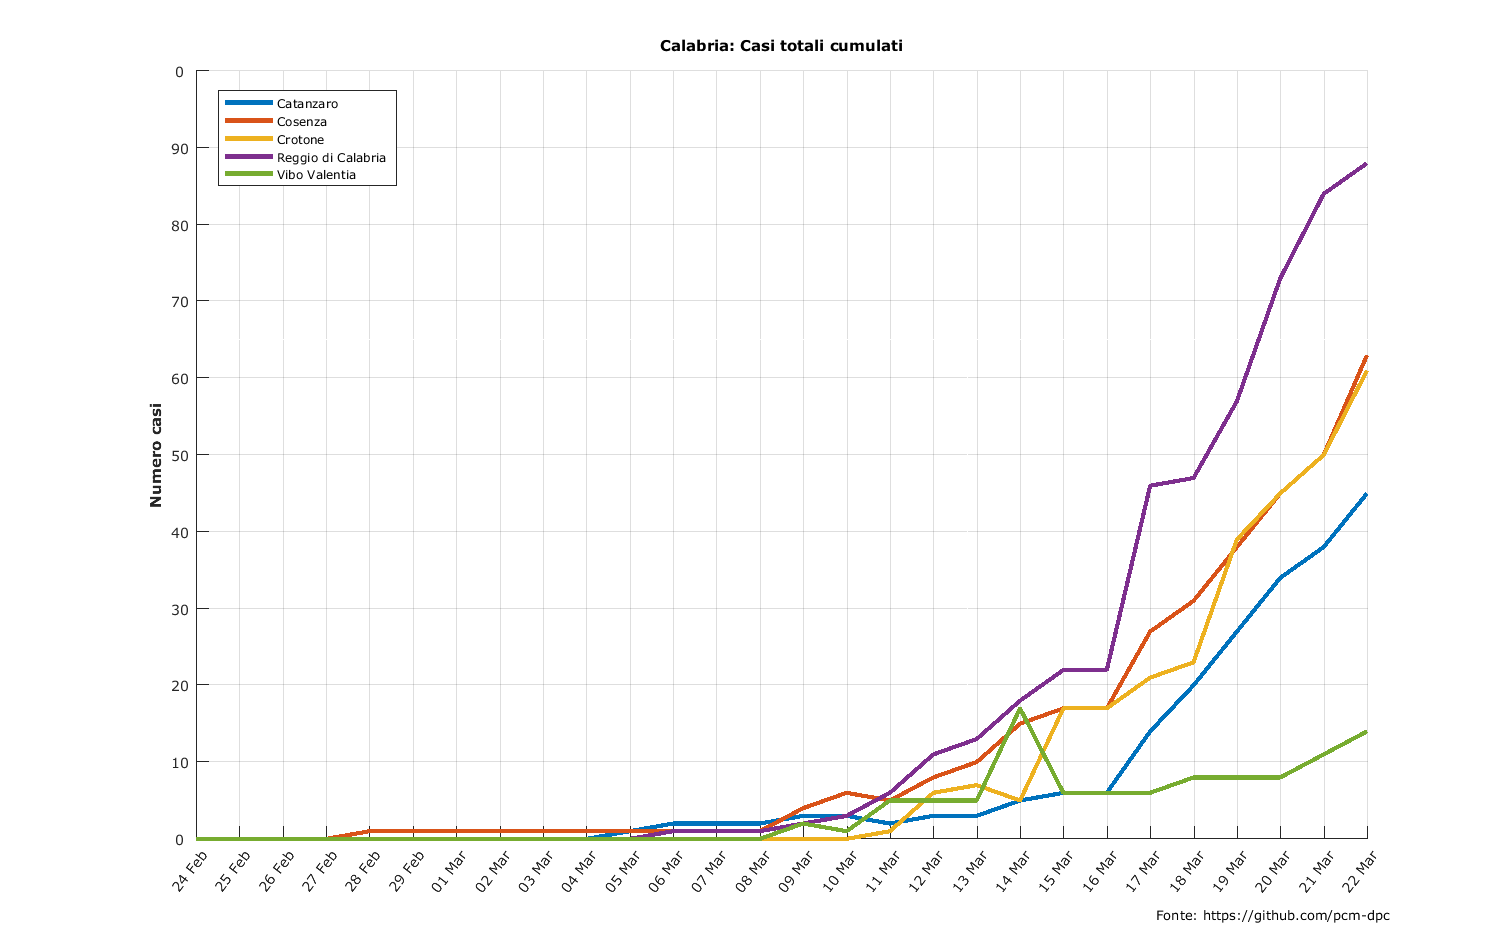 Calabria: Casi totali cumulati
0
90
80
70
60
50
40
30
20
10
0
Numero casi
Catanzaro
Cosenza
Crotone
Reggio di Calabria
Vibo Valentia
24 Feb
25 Feb
26 Feb
27 Feb
28 Feb
29 Feb
01 Mar
02 Mar
03 Mar
04 Mar
05 Mar
06 Mar
07 Mar
08 Mar
09 Mar
10 Mar
11 Mar
12 Mar
13 Mar
14 Mar
15 Mar
16 Mar
17 Mar
18 Mar
19 Mar
20 Mar
21 Mar
22 Mar
Fonte: https://github.com/pcm-dpc